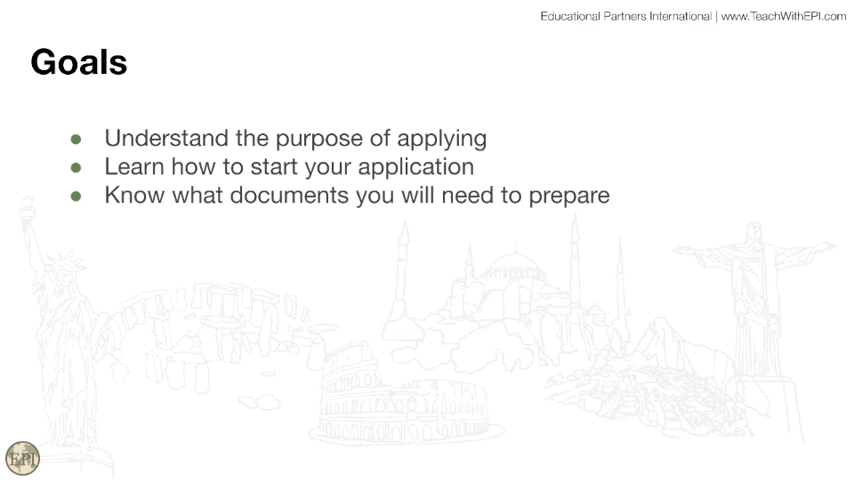 Educational Partners International | www.TeachWithEPI.com
Goals
● Understand the purpose of applying
● Learn how to start your application
● Know what documents you will need to prepare
EPI